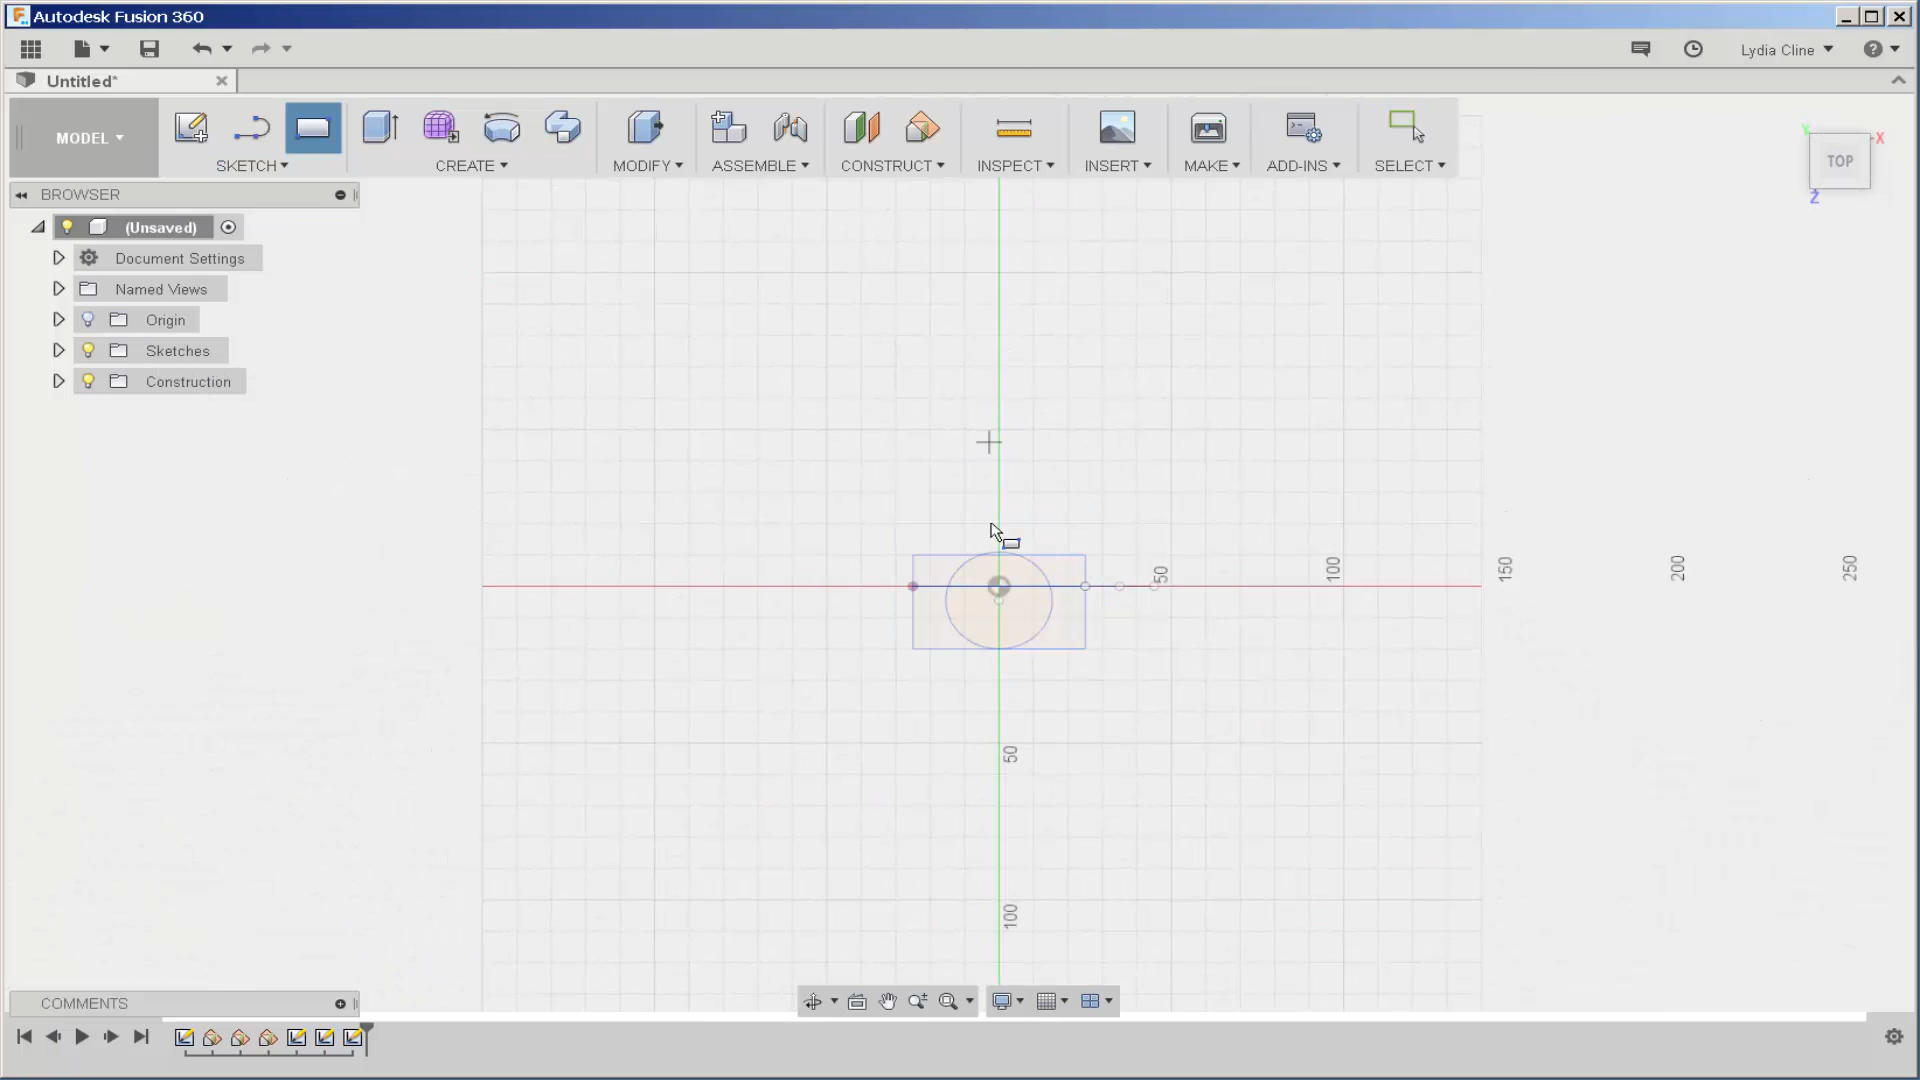 Autodesk Fusion 360
Lydia Cline
Untitled*
MODEL
SKETCH
CREATE
MODIFY
ASSEMBLE
CONSTRUCT
INSPECT
INSERT
MAKE
ADD-INS
SELECT
Y
X
TOP
Z
BROWSER
(Unsaved)
Document Settings
Named Views
Origin
Sketches
Construction
50
100
150
200
250
50
100
COMMENTS